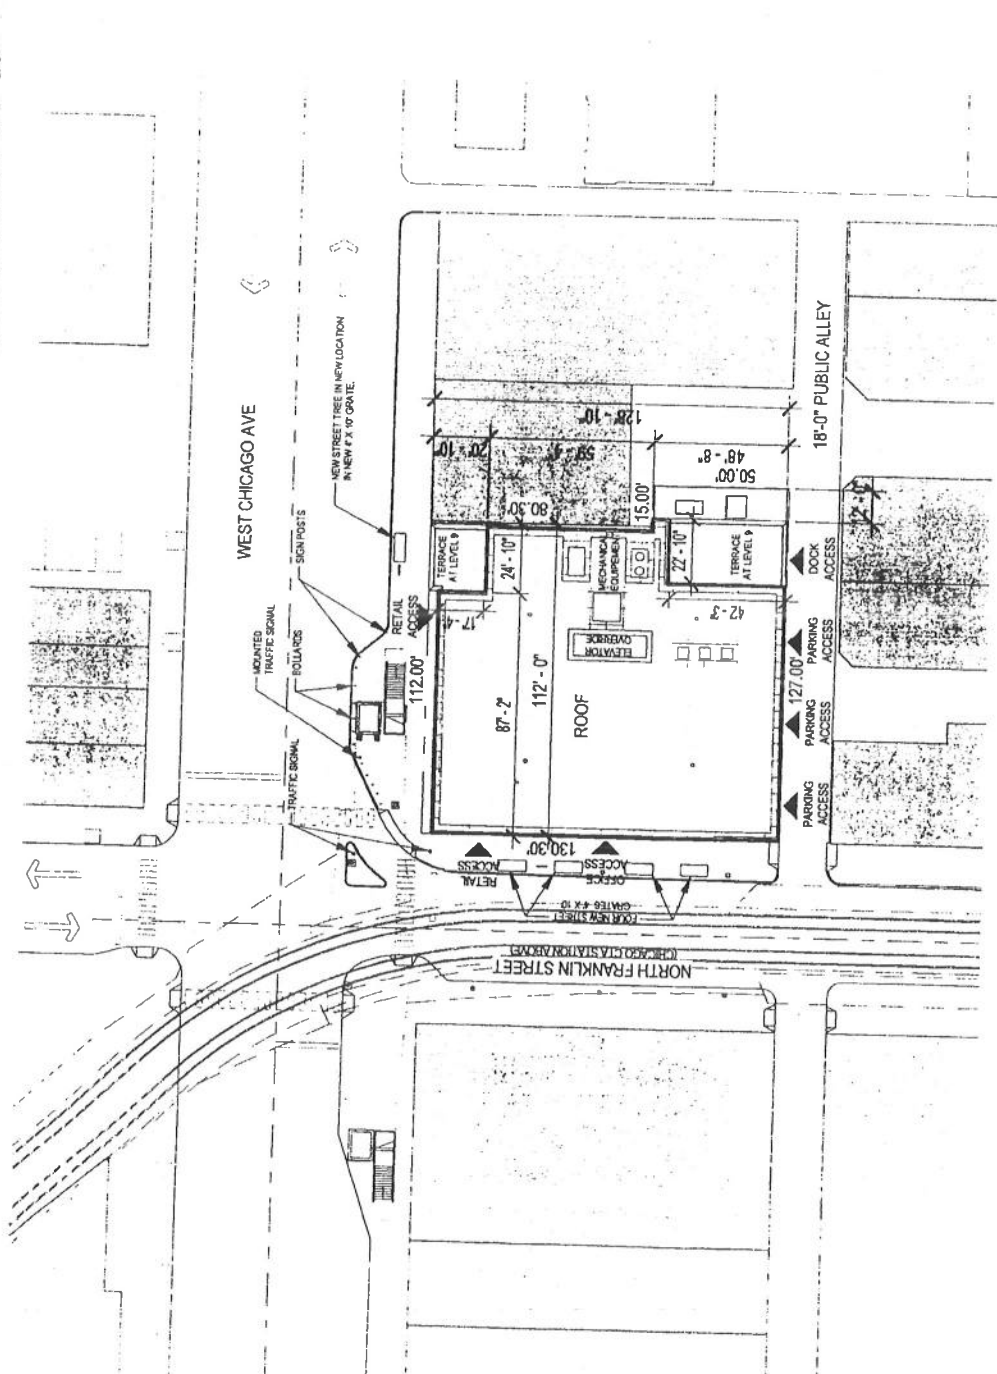 WEST CHICAGO AVE
NEW STREET TREE IN NEW LOCATION
IN NEW 4' X 10' GRATE.
SIGN POSTS
BOLLARDS
MOUNTED
TRAFFIC SIGNAL
TRAFFIC SIGNAL
RETAIL
ACCESS
112.00'
17' - 4"
TERRACE
AT LEVEL 9
24' - 10"
80.30'
20' - 10"
59' - 4"
128' - 10"
15.00'
48' - 8"
50.00'
18'-0" PUBLIC ALLEY
87' - 2"
112' - 0"
ROOF
ELEVATOR
OVERRIDE
MECHANICAL
EQUIPEMENT
22' - 10"
TERRACE
AT LEVEL 9
42' - 3"
DOCK
ACCESS
PARKING
ACCESS
127.00'
PARKING
ACCESS
PARKING
ACCESS
130.30'
RETAIL
ACCESS
OFFICE
ACCESS
FOUR NEW STREET
GRATES 4' X 10'
NORTH FRANKLIN STREET
(CHICAGO CTA STATION ABOVE)